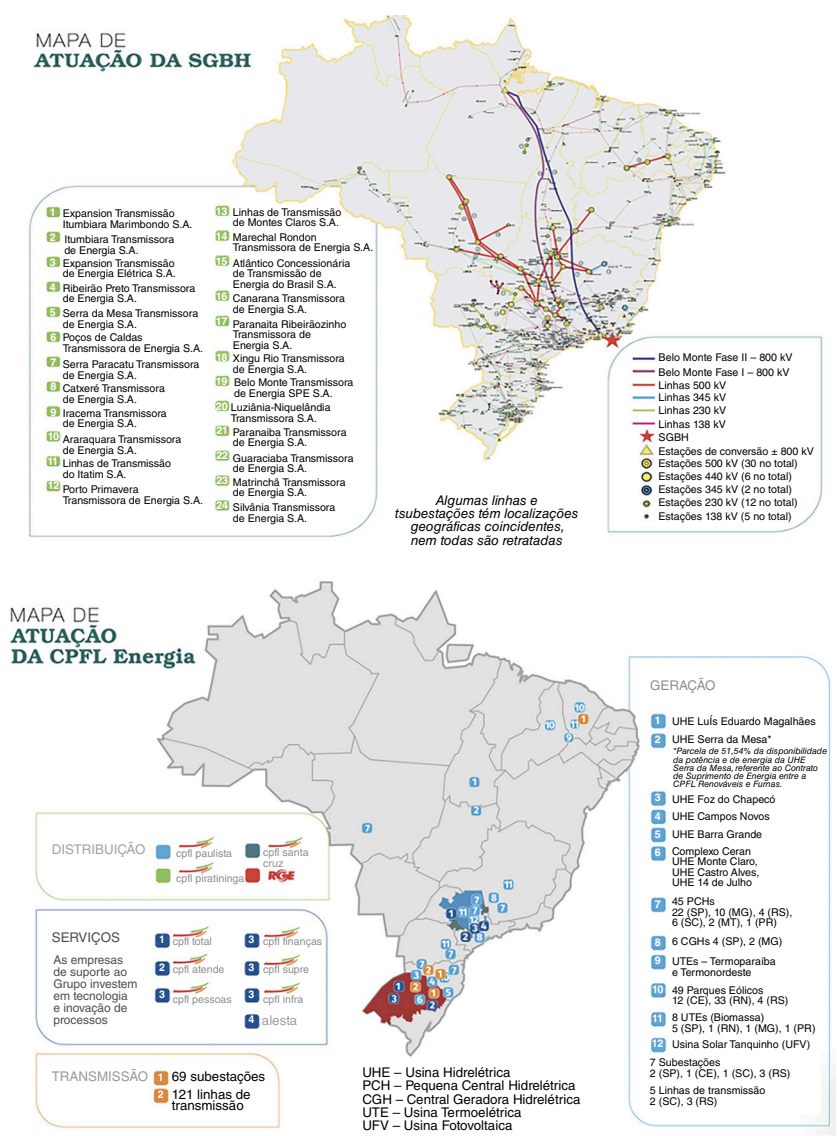 MAPA DE
ATUAÇÃO DA SGBH
1 Expansion Transmissão
Itumbiara Marimbondo S.A.
2 Itumbiara Transmissora
de Energia S.A.
3 Expansion Transmissão
de Energia Elétrica S.A.
4 Ribeirão Preto Transmissora
de Energia S.A.
5 Serra da Mesa Transmissora
de Energia S.A.
6 Poços de Caldas
Transmissora de Energia S.A.
7 Serra Paracatu Transmissora
de Energia S.A.
8 Catxerê Transmissora
de Energia S.A.
9 Iracema Transmissora
de Energia S.A.
10 Araraquara Transmissora
de Energia S.A.
11 Linhas de Transmissão
do Itatim S.A.
12 Porto Primavera
Transmissora de Energia S.A.
13 Linhas de Transmissão
de Montes Claros S.A.
14 Marechal Rondon
Transmissora de Energia S.A.
15 Atlântico Concessionária
de Transmissão de
Energia do Brasil S.A.
16 Canarana Transmissora
de Energia S.A.
17 Paranaita Ribeirãozinho
Transmissora de
Energia S.A.
18 Xingu Rio Transmissora
de Energia S.A.
19 Belo Monte Transmissora
de Energia SPE S.A.
20 Luziânia-Niquelândia
Transmissora S.A.
21 Paranaiba Transmissora
de Energia S.A.
22 Guaraciaba Transmissora
de Energia S.A.
23 Matrinchã Transmissora
de Energia S.A.
24 Silvânia Transmissora
de Energia S.A.
Belo Monte Fase II – 800 kV
Belo Monte Fase I – 800 kV
Linhas 500 kV
Linhas 345 kV
Linhas 230 kV
Linhas 138 kV
SGBH
Estações de conversão ± 800 kV
Estações 500 kV (30 no total)
Estações 440 kV (6 no total)
Estações 345 kV (2 no total)
Estações 230 kV (12 no total)
Estações 138 kV (5 no total)
Algumas linhas e
tsubestações tém localizações
geográficas coincidentes,
nem todas são retratadas
MAPA DE
ATUAÇÃO
DA CPFL Energia
DISTRIBUIÇÃO
cpfl paulista
cpfl santa
cruz
cpfl piratininga
RGE
SERVIÇOS
As empresas
de suporte ao
Grupo investem
em tecnologia
e inovação de
processos
1 cpfl total
2 cpfl atende
3 cpfl pessoas
3 cpfl finanças
3 cpfl supre
3 cpfl infra
4 alesta
TRANSMISSÃO
1 69 subestações
2 121 linhas de
transmissão
UHE – Usina Hidrelétrica
PCH – Pequena Central Hidrelétrica
CGH – Central Geradora Hidrelétrica
UTE – Usina Termoelétrica
UFV – Usina Fotovoltaica
GERAÇÃO
1 UHE Luís Eduardo Magalhães
2 UHE Serra da Mesa*
*Parcela de 51,54% da disponibilidade
da potência e de energia da UHE
Serra da Mesa, referente ao Contrato
de Suprimento de Energia entre a
CPFL Renováveis e Furnas.
3 UHE Foz do Chapecó
4 UHE Campos Novos
5 UHE Barra Grande
6 Complexo Ceran
UHE Monte Claro,
UHE Castro Alves,
UHE 14 de Julho
7 45 PCHs
22 (SP), 10 (MG), 4 (RS),
6 (SC), 2 (MT), 1 (PR)
8 6 CGHs 4 (SP), 2 (MG)
9 UTEs – Termoparaíba
e Termonordeste
10 49 Parques Eólicos
12 (CE), 33 (RN), 4 (RS)
11 8 UTEs (Biomassa)
5 (SP), 1 (RN), 1 (MG), 1 (PR)
12 Usina Solar Tanquinho (UFV)
7 Subestações
2 (SP), 1 (CE), 1 (SC), 3 (RS)
5 Linhas de transmissão
2 (SC), 3 (RS)